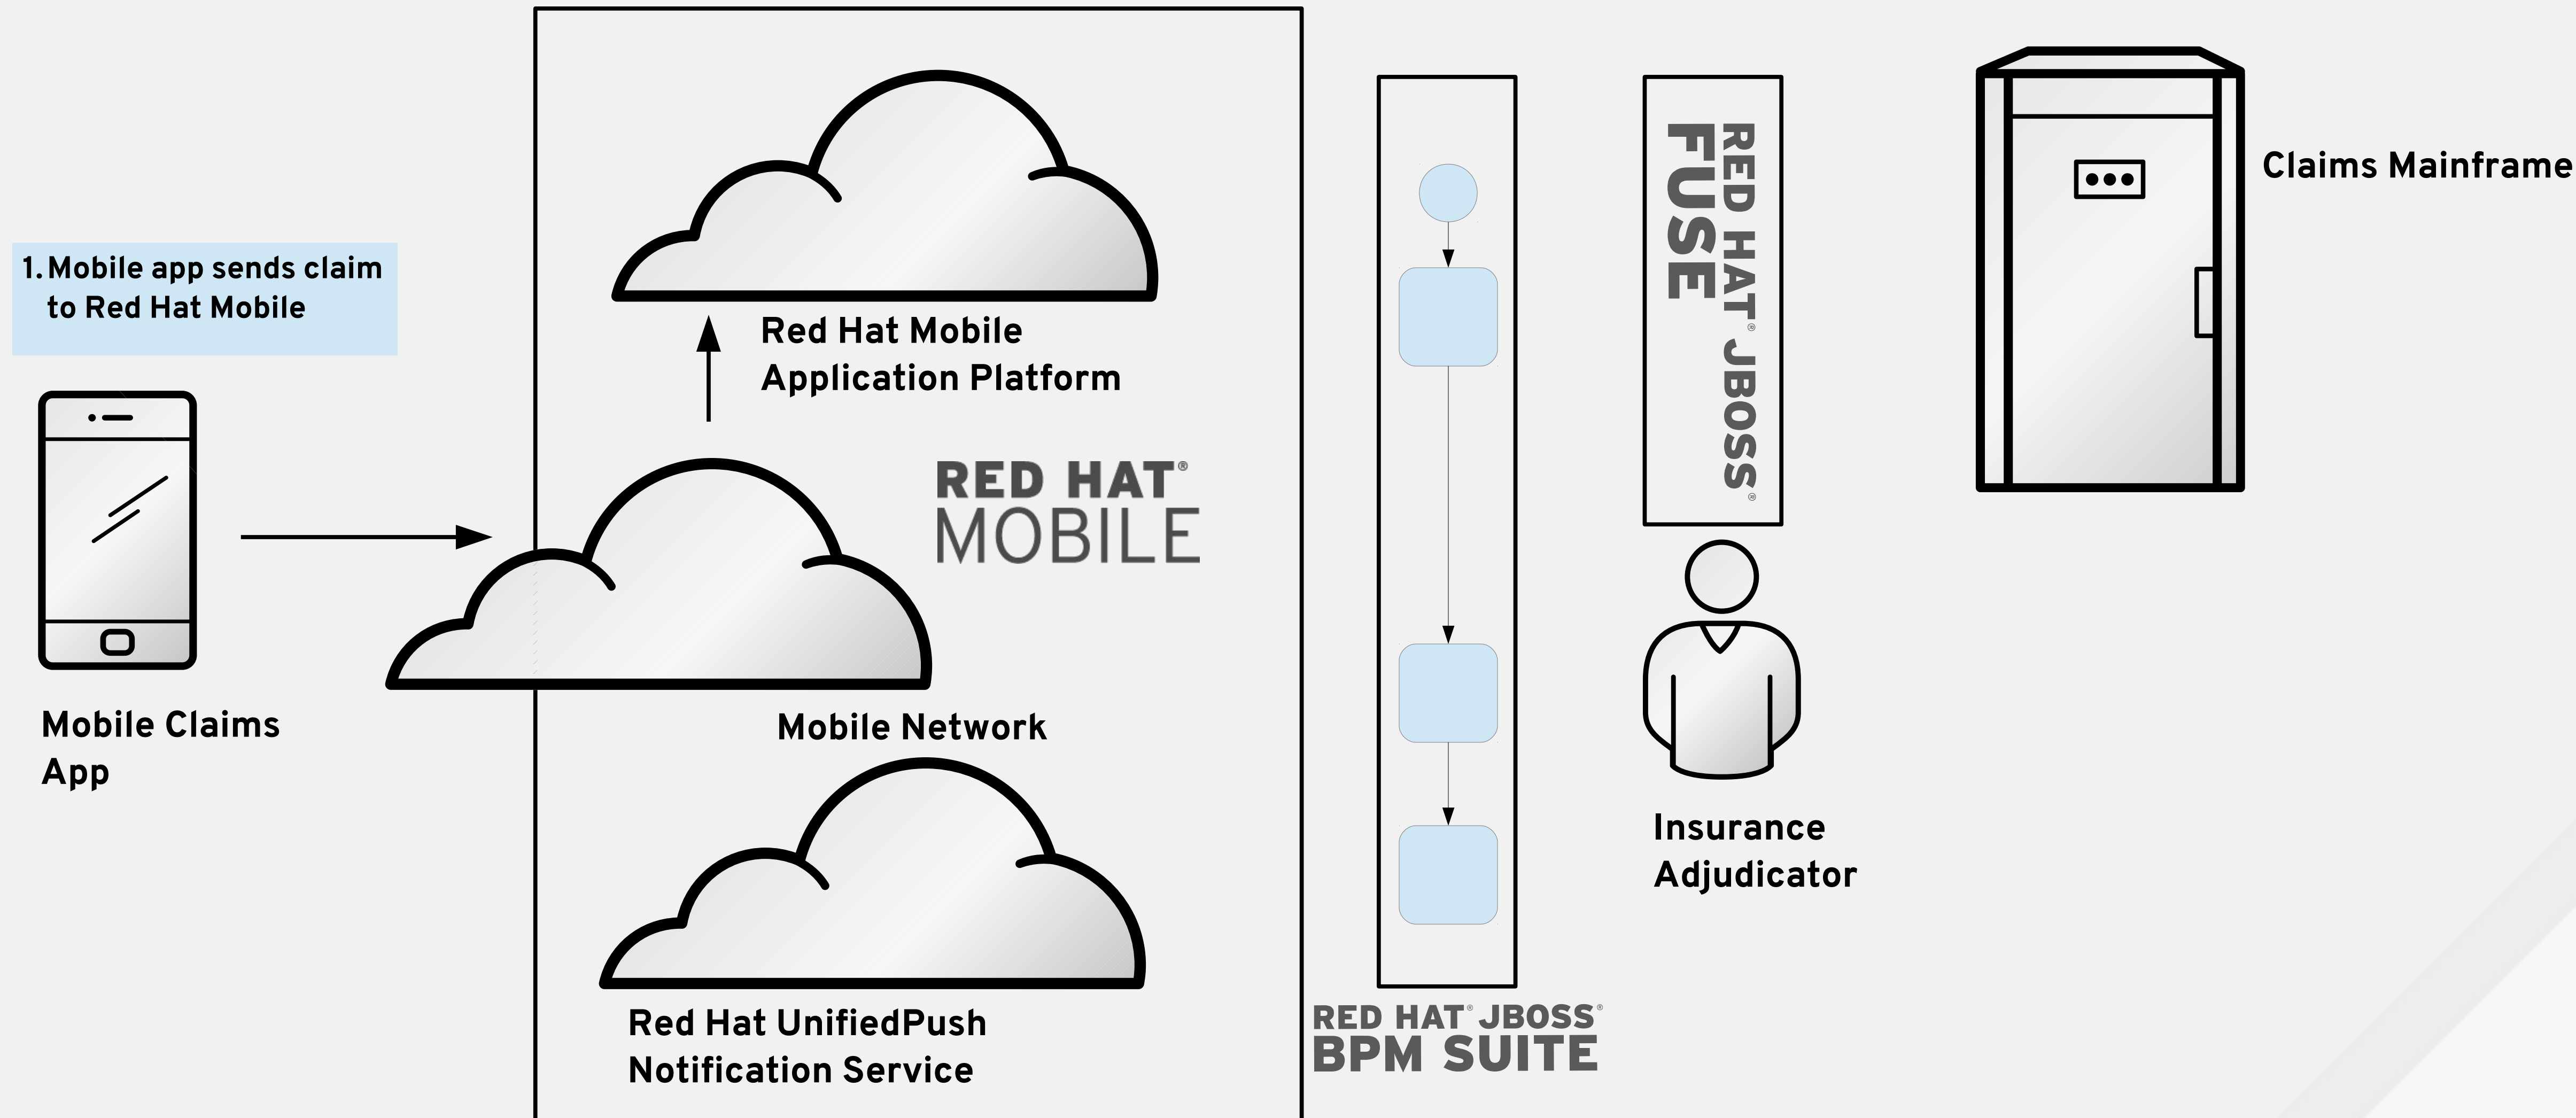 1. Mobile app sends claim
to Red Hat Mobile
Mobile Claims
App
Red Hat Mobile
Application Platform
RED HAT®
MOBILE
Mobile Network
Red Hat UnifiedPush
Notification Service
RED HAT® JBOSS®
BPM SUITE
RED HAT® JBOSS®
FUSE
Insurance
Adjudicator
Claims Mainframe